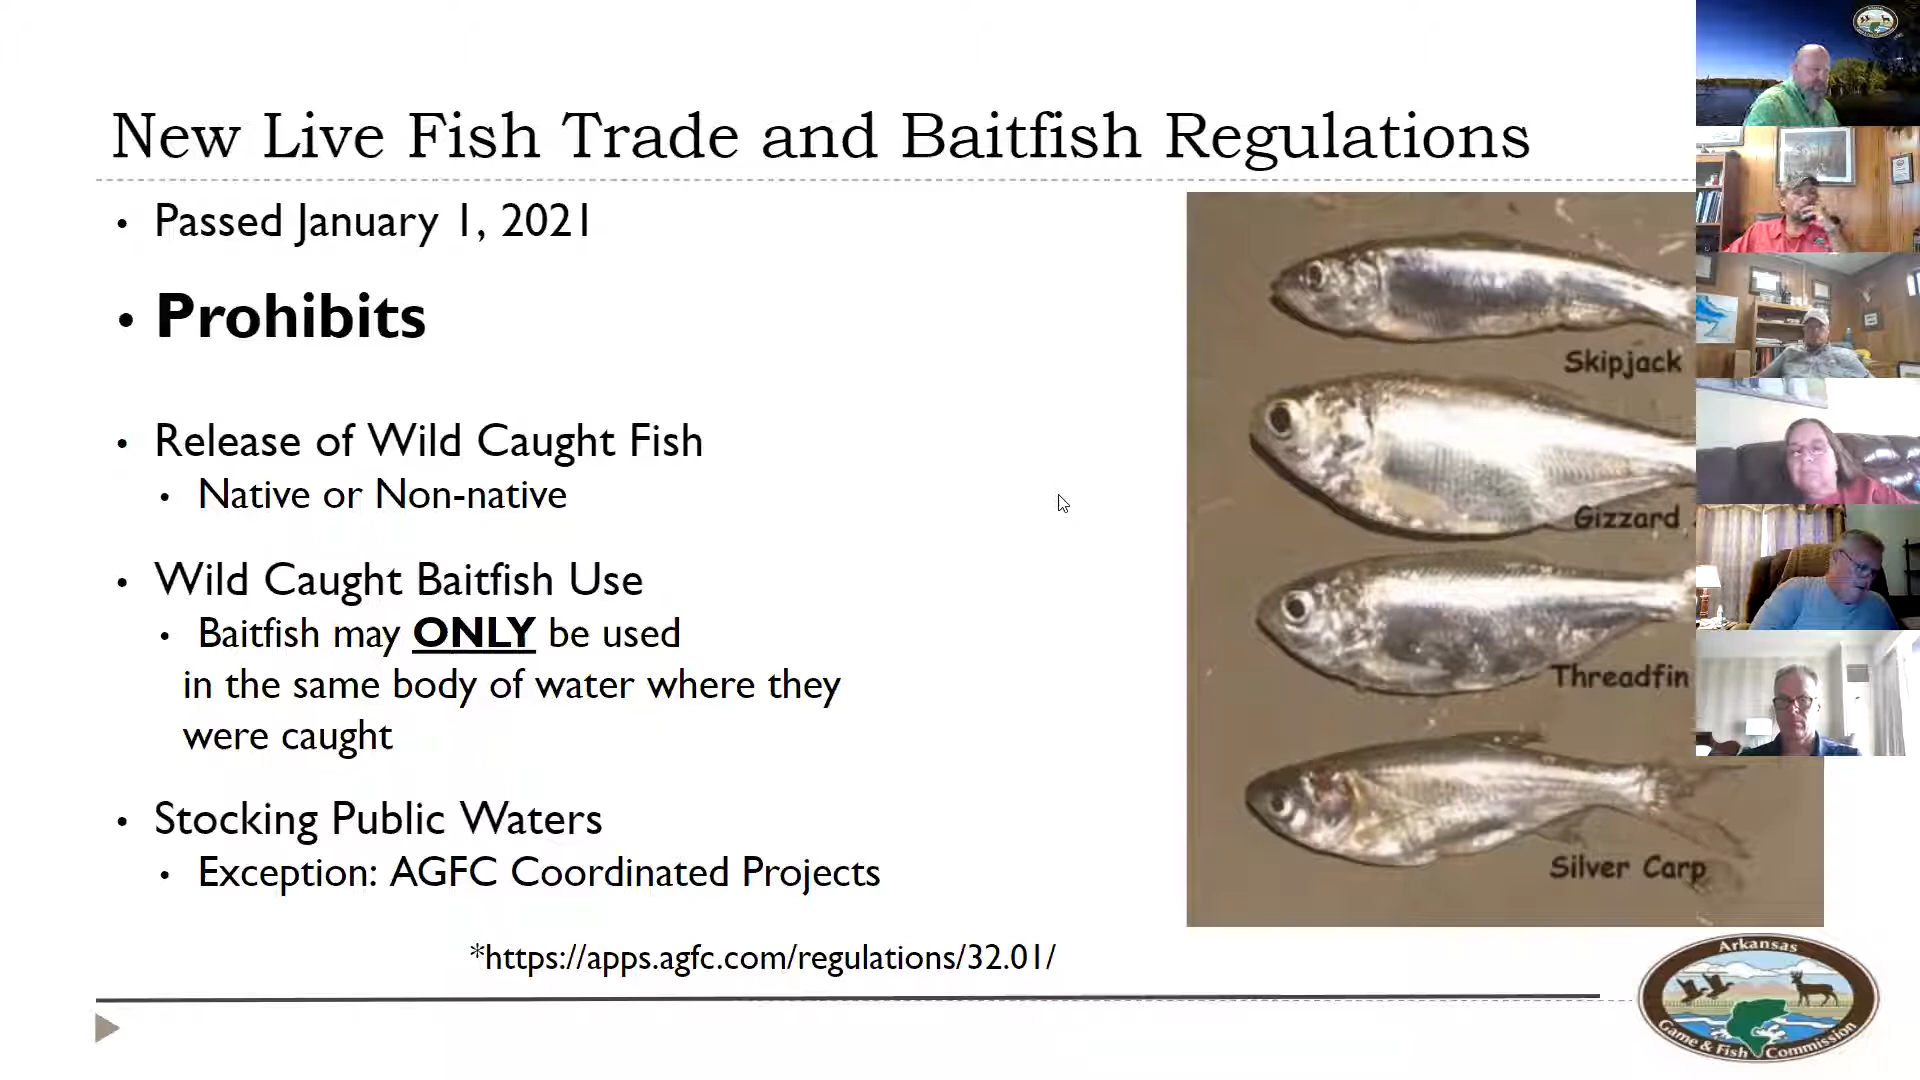 New Live Fish Trade and Baitfish Regulations
• Passed January 1, 2021
• Prohibits
• Release of Wild Caught Fish
• Native or Non-native
• Wild Caught Baitfish Use
• Baitfish may ONLY be used
in the same body of water where they
were caught
• Stocking Public Waters
• Exception: AGFC Coordinated Projects
*https://apps.agfc.com/regulations/32.01/
Skipjack
Gizzard
Threadfin
Silver Carp
Arkansas
Game & Fish Commission